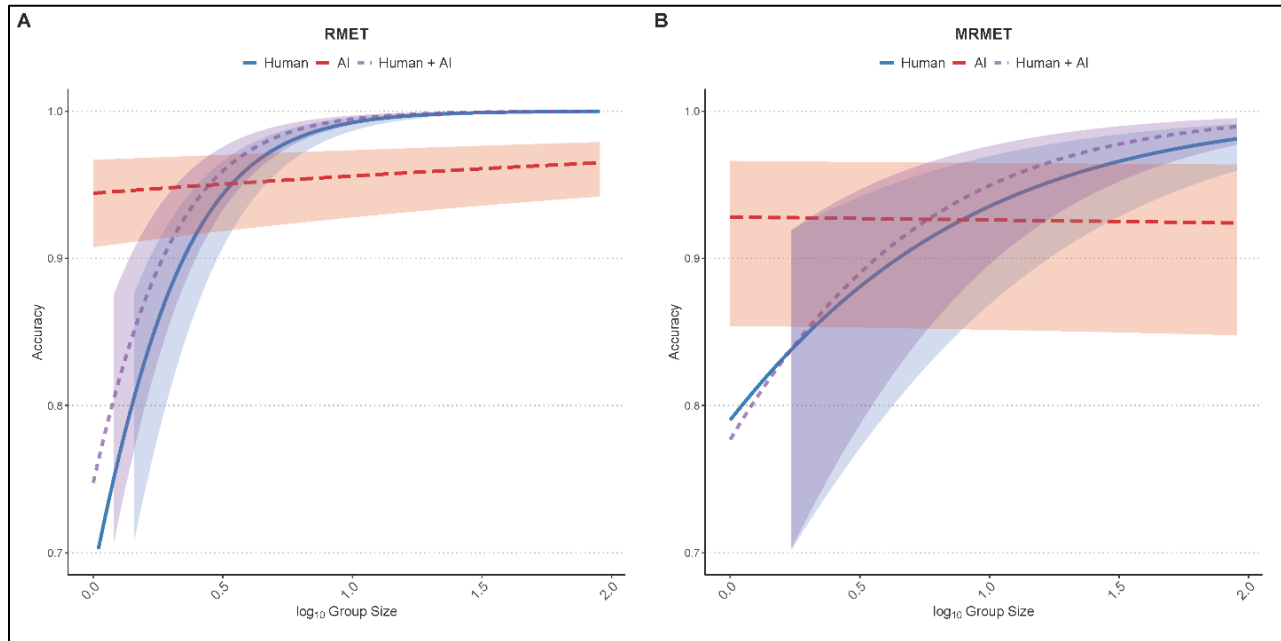 A
RMET
Human AI Human + AI
1.0
0.9
0.8
0.7
Accuracy
0.0 0.5 1.0 1.5 2.0
log₁₀ Group Size
B
MRMET
Human AI Human + AI
1.0
0.9
0.8
0.7
Accuracy
0.0 0.5 1.0 1.5 2.0
log₁₀ Group Size